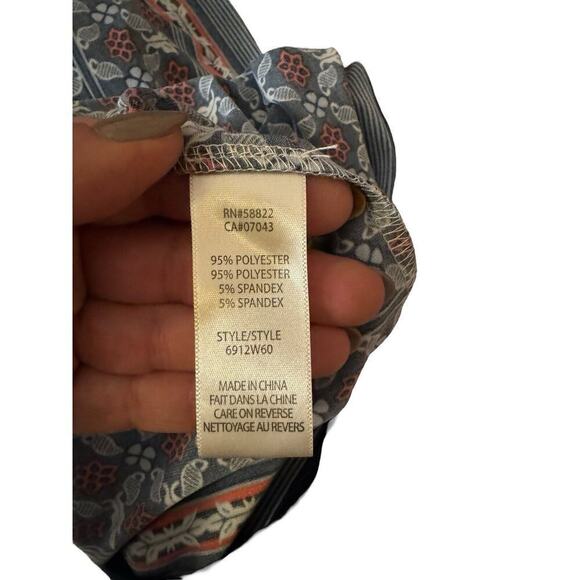 RN#58822
CA#07043
95% POLYESTER
95% POLYESTER
5% SPANDEX
5% SPANDEX
STYLE/STYLE
6912W60
MADE IN CHINA
FAIT DANS LA CHINE
CARE ON REVERSE
NETTOYAGE AU REVERS